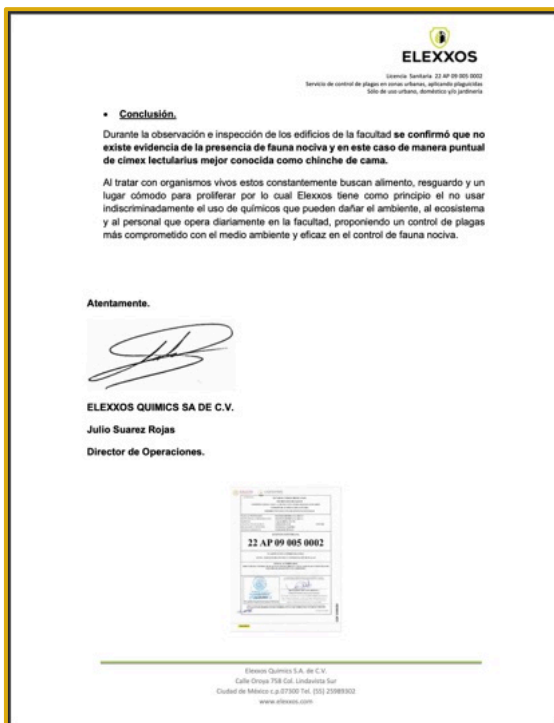 ELEXXOS
Licencia Sanitaria 22 AP 09 005 0002
Servicio de control de plagas en zonas urbanas, aplicando plaguicidas
Sólo de uso urbano, doméstico y/o jardinería
• Conclusión.
Durante la observación e inspección de los edificios de la facultad se confirmó que no
existe evidencia de la presencia de fauna nociva y en este caso de manera puntual
de cimex lectularius mejor conocida como chinche de cama.
Al tratar con organismos vivos estos constantemente buscan alimento, resguardo y un
lugar cómodo para proliferar por lo cual Elexxos tiene como principio el no usar
indiscriminadamente el uso de químicos que pueden dañar el ambiente, al ecosistema
y al personal que opera diariamente en la facultad, proponiendo un control de plagas
más comprometido con el medio ambiente y eficaz en el control de fauna nociva.
Atentamente.
ELEXXOS QUIMICS SA DE C.V.
Julio Suarez Rojas
Director de Operaciones.
22 AP 09 005 0002
Elexxos Quimics S.A. de C.V.
Calle Oroya 758 Col. Lindavista Sur
Ciudad de México c.p.07300 Tel. (55) 25989302
www.elexxos.com